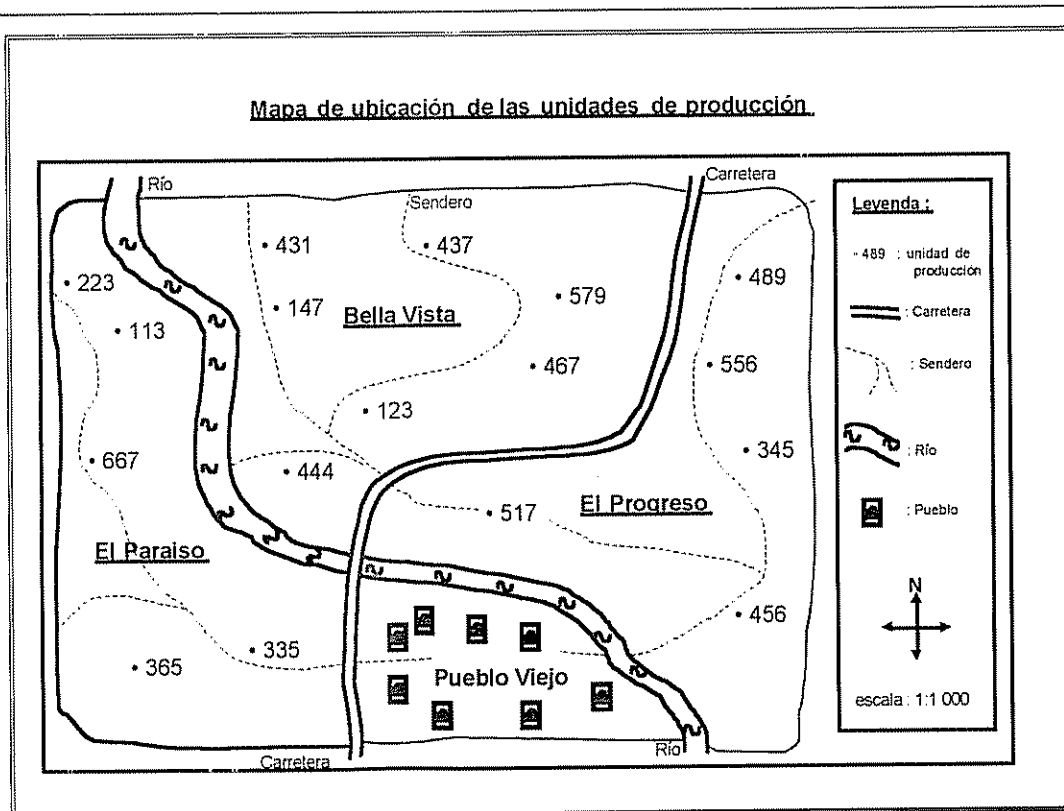 Mapa de ubicación de las unidades de producción
Río
Carretera
Sendero
431
437
489
223
579
147
Bella Vista
113
556
467
123
667
444
345
517
El Progreso
El Paraiso
456
335
365
Pueblo Viejo
Río
Carretera
Leyenda :
489 : unidad de
producción
: Carretera
: Sendero
: Río
: Pueblo
N
escala : 1:1 000